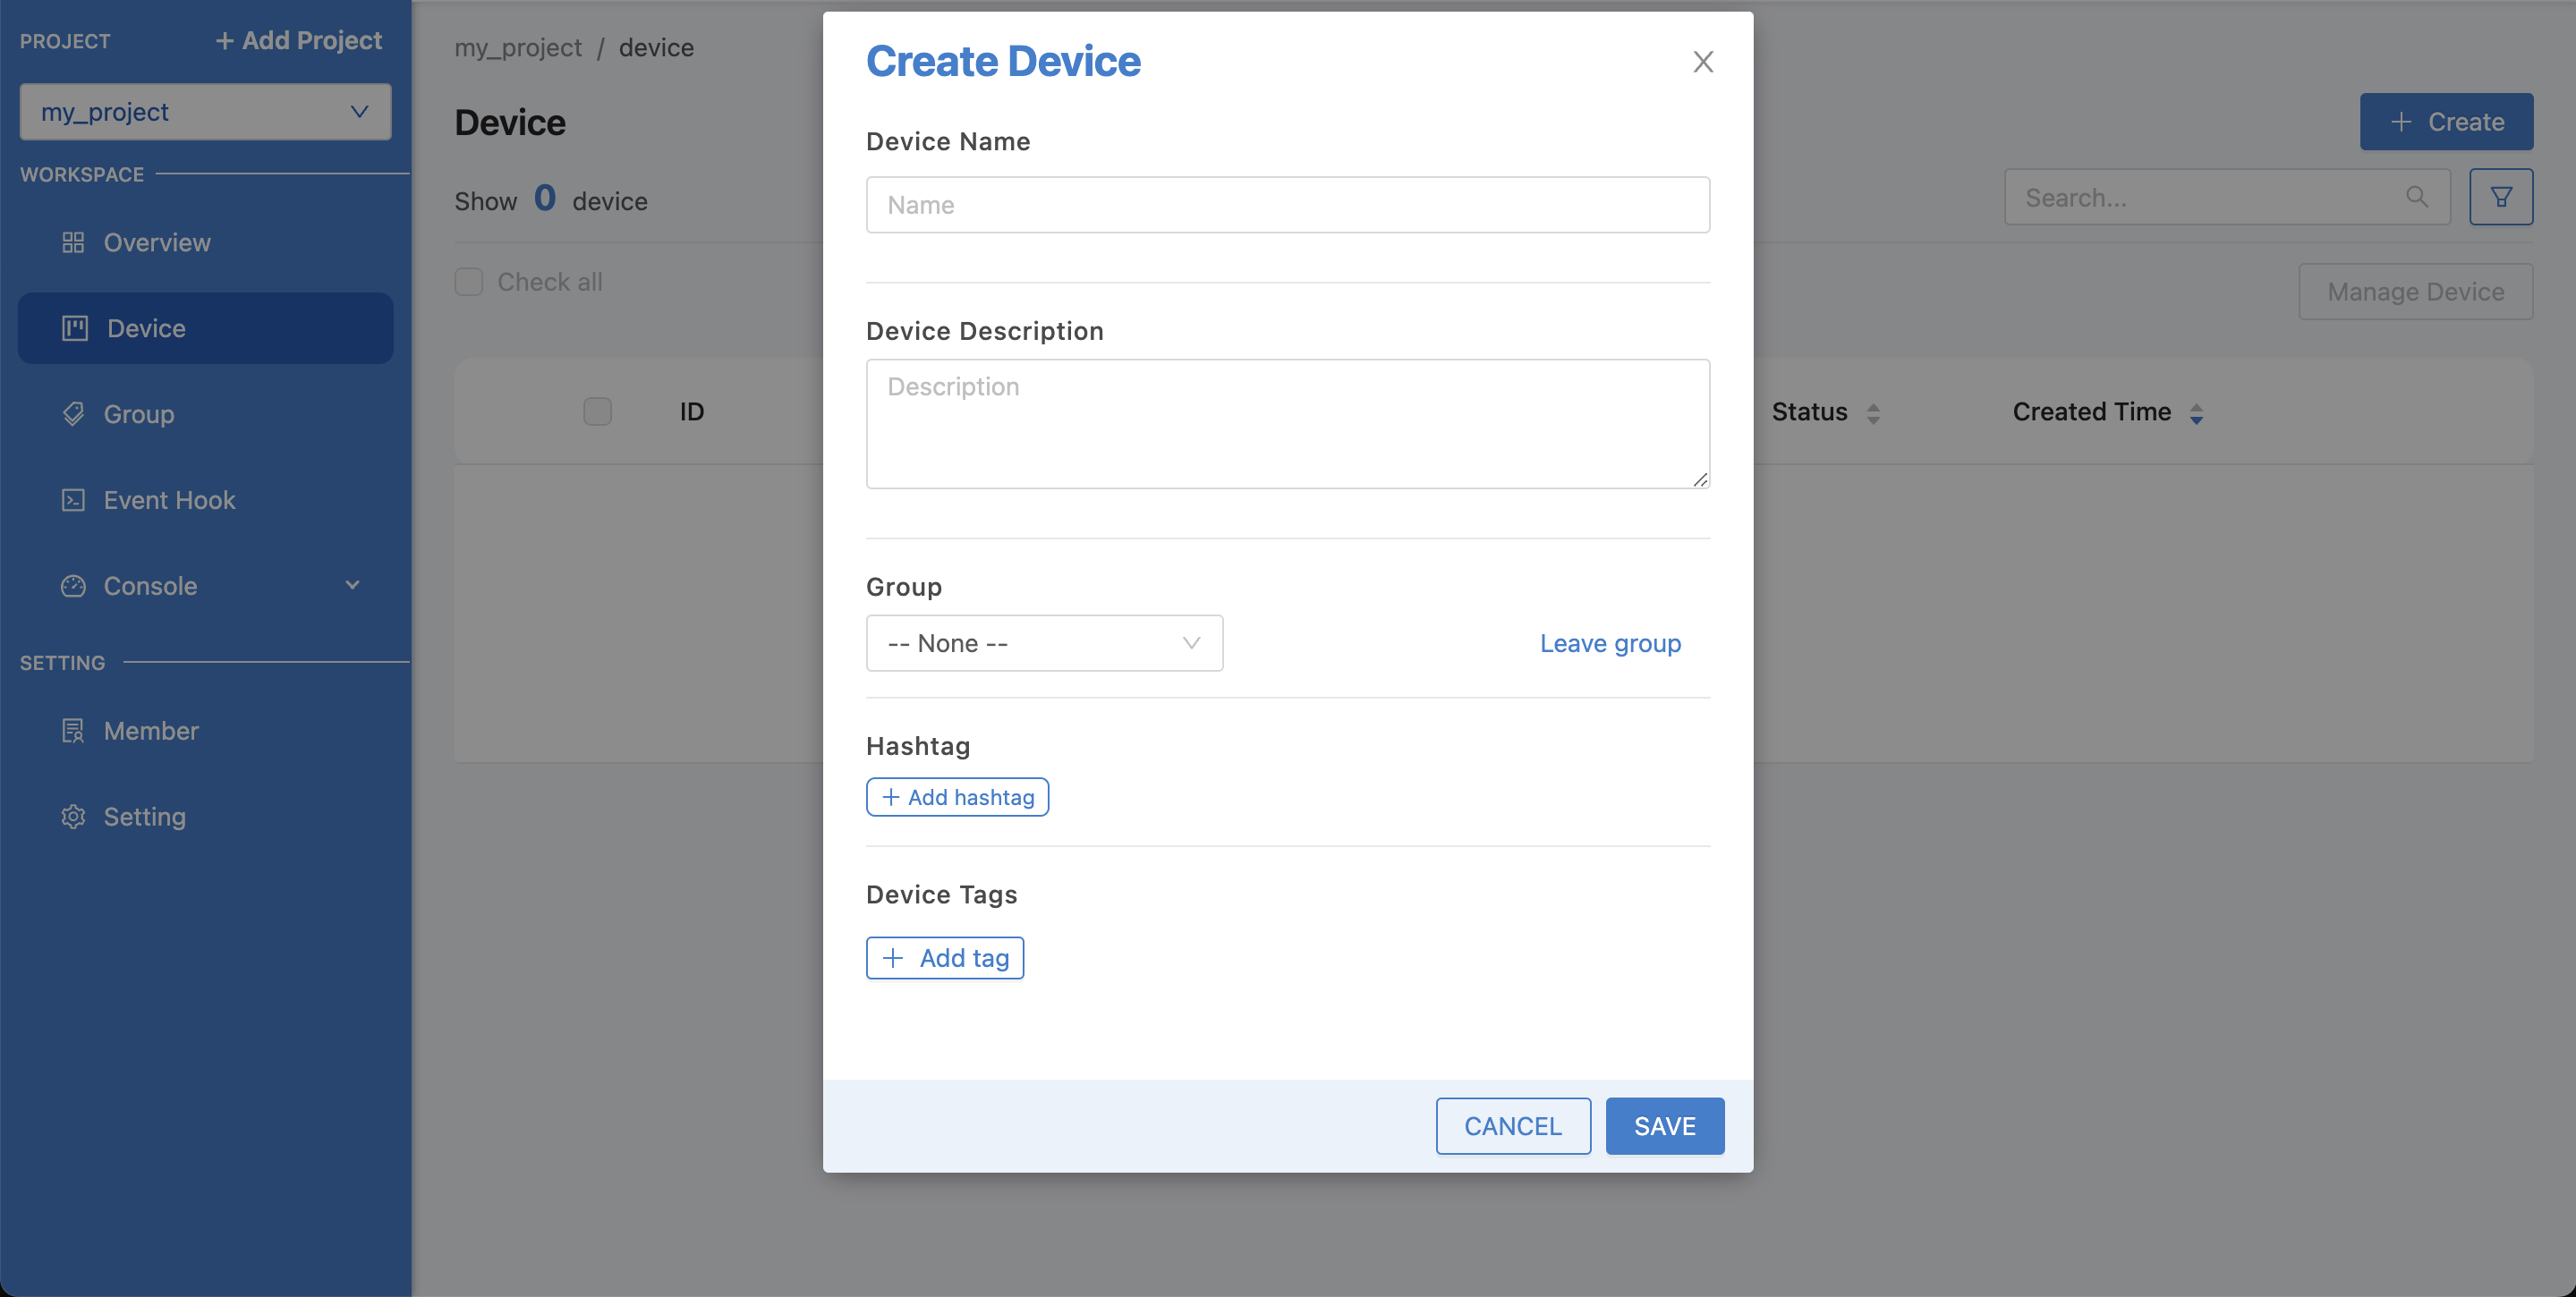 PROJECT
+ Add Project
my_project
WORKSPACE
Overview
Device
Group
Event Hook
Console
SETTING
Member
Setting
my_project / device
Device
Show 0 device
Check all
ID
Create
Search...
Manage Device
Status
Created Time
Create Device
Device Name
Name
Device Description
Description
Group
-- None --
Leave group
Hashtag
+ Add hashtag
Device Tags
+ Add tag
CANCEL
SAVE